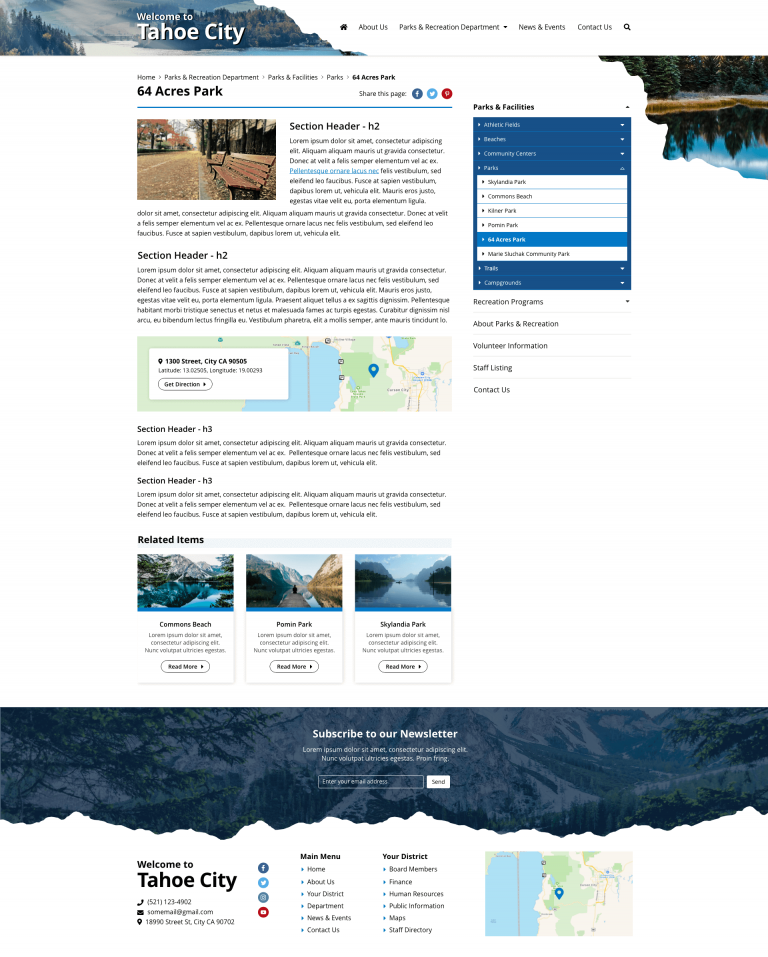 Welcome to
Tahoe City
About Us
Parks & Recreation Department
News & Events
Contact Us
Home
Parks & Recreation Department
Parks & Facilities
Parks
64 Acres Park
64 Acres Park
Share this page:
Section Header - h2
Lorem ipsum dolor sit amet, consectetur adipiscing
elit. Aliquam aliquam mauris ut gravida consectetur.
Donec at velit a felis semper elementum vel ac ex.
Pellentesque ornare lacus nec felis vestibulum, sed
eleifend leo faucibus. Fusce at sapien vestibulum,
dapibus lorem ut, vehicula elit. Mauris eros justo,
egestas vitae velit eu, porta elementum ligula.
dolor sit amet, consectetur adipiscing elit. Aliquam aliquam mauris ut gravida consectetur. Donec at velit
a felis semper elementum vel ac ex. Pellentesque ornare lacus nec felis vestibulum, sed eleifend leo
faucibus. Fusce at sapien vestibulum, dapibus lorem ut, vehicula elit.
Section Header - h2
Lorem ipsum dolor sit amet, consectetur adipiscing elit. Aliquam aliquam mauris ut gravida consectetur.
Donec at velit a felis semper elementum vel ac ex. Pellentesque ornare lacus nec felis vestibulum, sed
eleifend leo faucibus. Fusce at sapien vestibulum, dapibus lorem ut, vehicula elit. Mauris eros justo,
egestas vitae velit eu, porta elementum ligula. Praesent aliquet tellus a ex sagittis dignissim. Pellentesque
habitant morbi tristique senectus et netus et malesuada fames ac turpis egestas. Curabitur dignissim nisl
arcu, eu bibendum lectus fringilla eu. Vestibulum pharetra, elit a mollis semper, ante mauris tincidunt lo.
1300 Street, City CA 90505
Latitude: 13.02505, Longitude: 19.00293
Get Direction
Section Header - h3
Lorem ipsum dolor sit amet, consectetur adipiscing elit. Aliquam aliquam mauris ut gravida consectetur.
Donec at velit a felis semper elementum vel ac ex. Pellentesque ornare lacus nec felis vestibulum, sed
eleifend leo faucibus. Fusce at sapien vestibulum, dapibus lorem ut, vehicula elit.
Section Header - h3
Lorem ipsum dolor sit amet, consectetur adipiscing elit. Aliquam aliquam mauris ut gravida consectetur.
Donec at velit a felis semper elementum vel ac ex. Pellentesque ornare lacus nec felis vestibulum, sed
eleifend leo faucibus. Fusce at sapien vestibulum, dapibus lorem ut, vehicula elit.
Related Items
Commons Beach
Lorem ipsum dolor sit amet,
consectetur adipiscing elit.
Nunc volutpat ultricies egestas.
Read More
Pomin Park
Lorem ipsum dolor sit amet,
consectetur adipiscing elit.
Nunc volutpat ultricies egestas.
Read More
Skylandia Park
Lorem ipsum dolor sit amet,
consectetur adipiscing elit.
Nunc volutpat ultricies egestas.
Read More
Parks & Facilities
Athletic Fields
Beaches
Community Centers
Parks
Skylandia Park
Commons Beach
Kilner Park
Pomin Park
64 Acres Park
Marie Sluchak Community Park
Trails
Campgrounds
Recreation Programs
About Parks & Recreation
Volunteer Information
Staff Listing
Contact Us
Subscribe to our Newsletter
Lorem ipsum dolor sit amet, consectetur adipiscing elit.
Nunc volutpat ultricies egestas. Proin fring.
Enter your email address.
Send
Welcome to
Tahoe City
(521) 123-4902
somemail@gmail.com
18990 Street St, City CA 90702
Main Menu
Home
About Us
Your District
Department
News & Events
Contact Us
Your District
Board Members
Finance
Human Resources
Public Information
Maps
Staff Directory